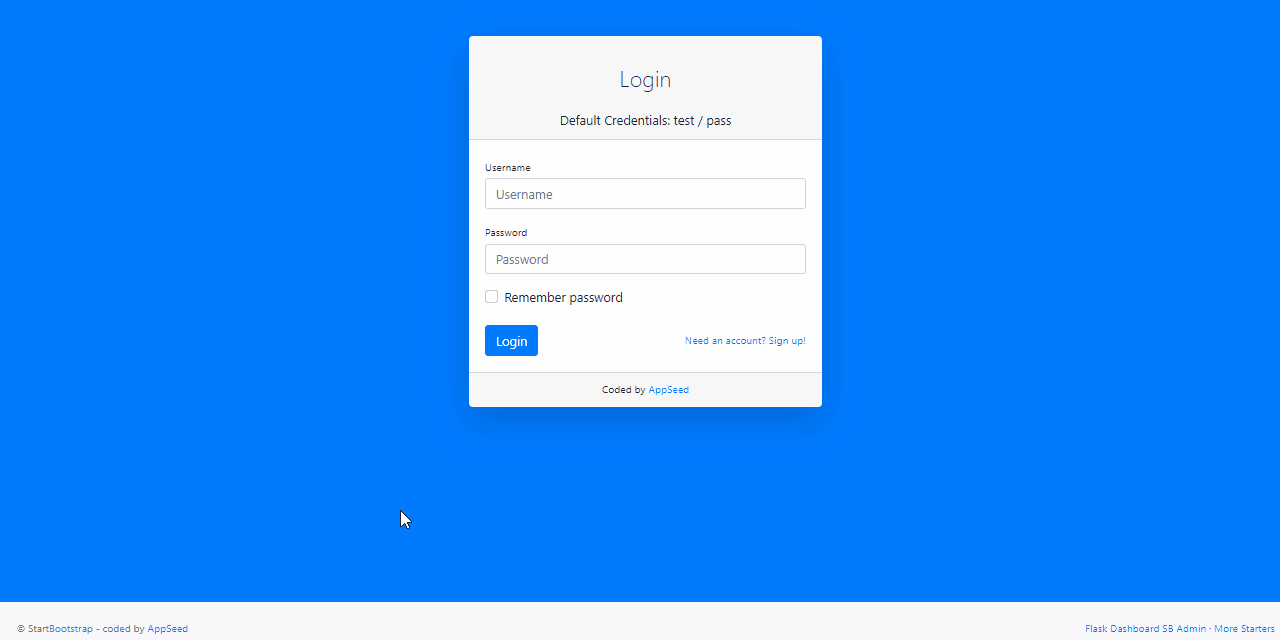 Login
Default Credentials: test / pass
Username
Username
Password
Password
Remember password
Login
Need an account? Sign up!
Coded by AppSeed
© StartBootstrap - coded by AppSeed
Flask Dashboard SB Admin · More Starters